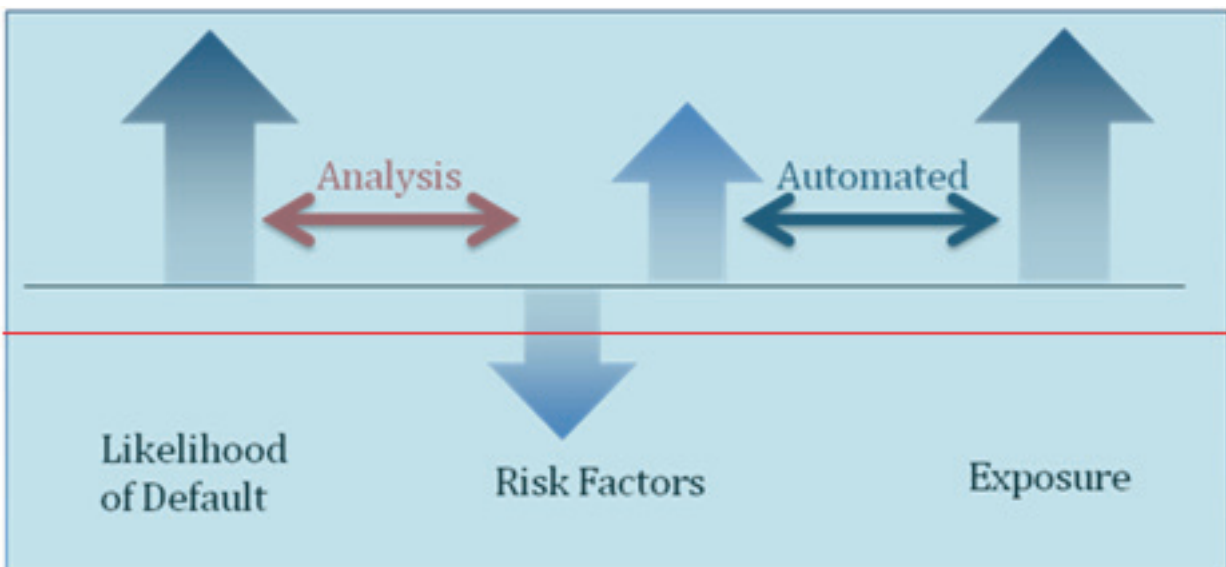 Analysis
Automated
Likelihood
of Default
Risk Factors
Exposure